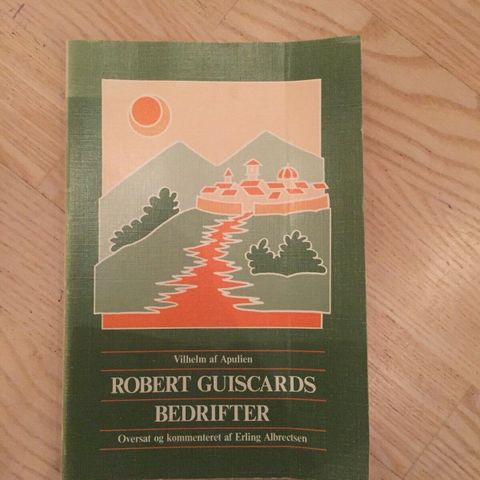 Vilhelm af Apulien
ROBERT GUISCARDS
BEDRIFTER
Oversat og kommenteret af Erling Albrectsen